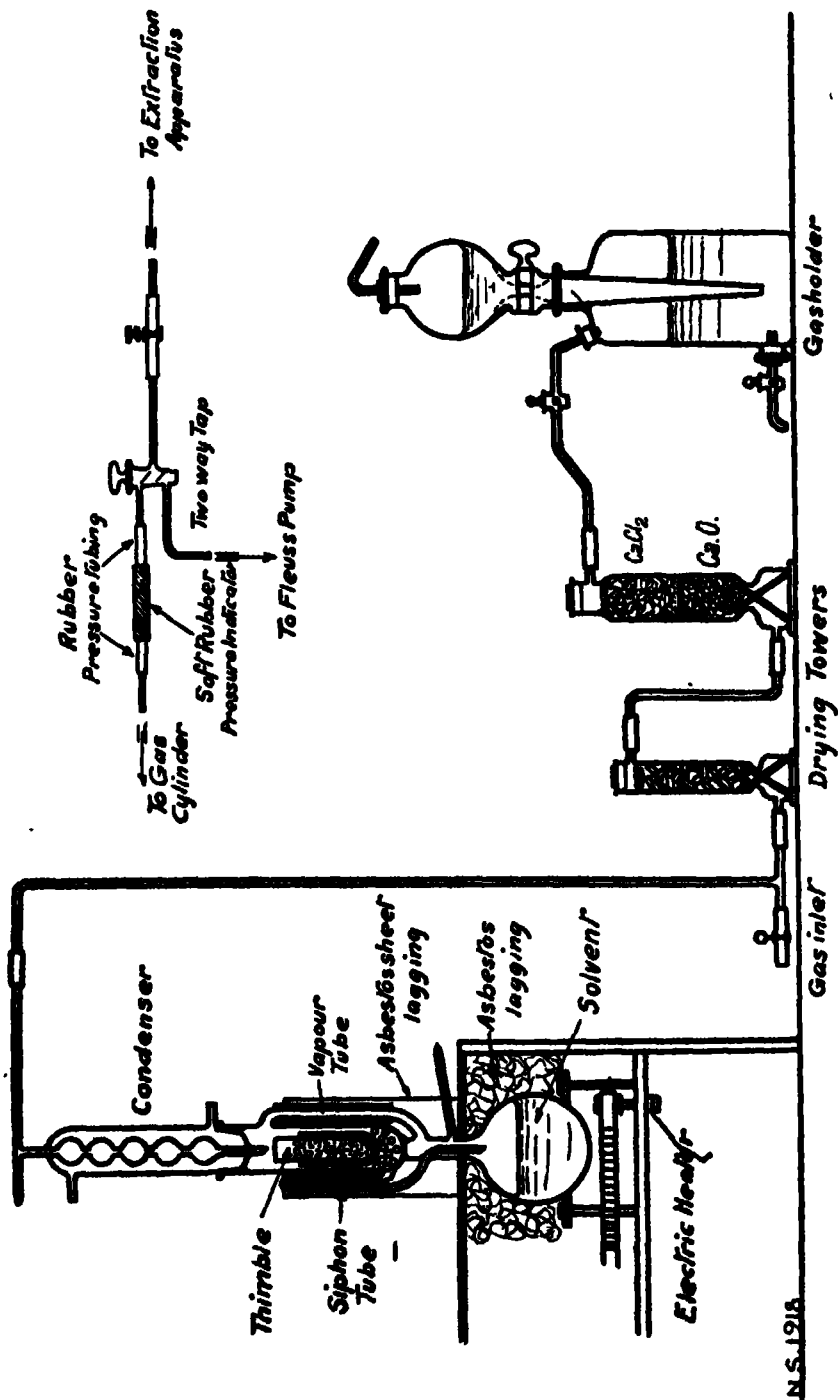 Rubber
Pressure Tubing
To Gas
Cylinder
Soft Rubber
Pressure Indicator
Two way Tap
To Fleuss Pump
To Extraction
Apparatus
Condenser
Thimble
Siphon
Tube
Vapour
Tube
Asbestos sheet
lagging
Asbestos
lagging
Solvent
Electric Heater
Gas inlet
Drying Towers
CaCl2
Ca.O.
Gasholder
N.S. 1918